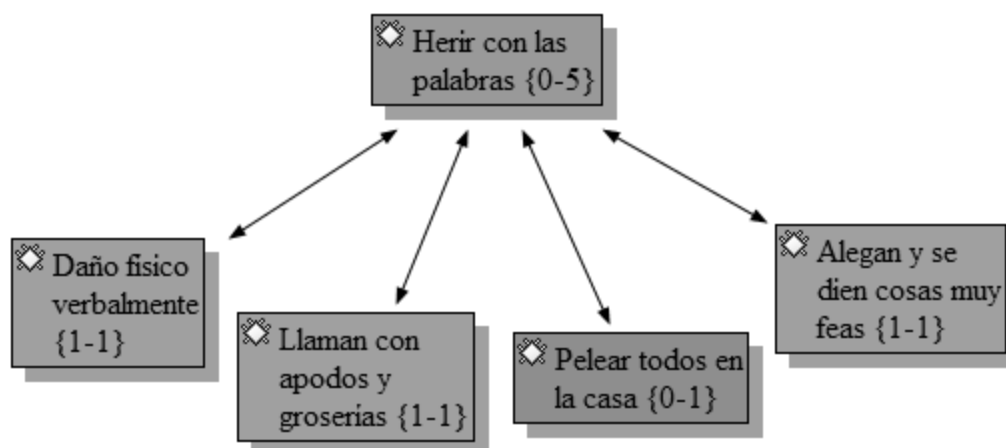 Herir con las
palabras {0-5}
Daño fisico
verbalmente
{1-1}
Llaman con
apodos y
groserías {1-1}
Pelear todos en
la casa {0-1}
Alegan y se
dien cosas muy
feas {1-1}